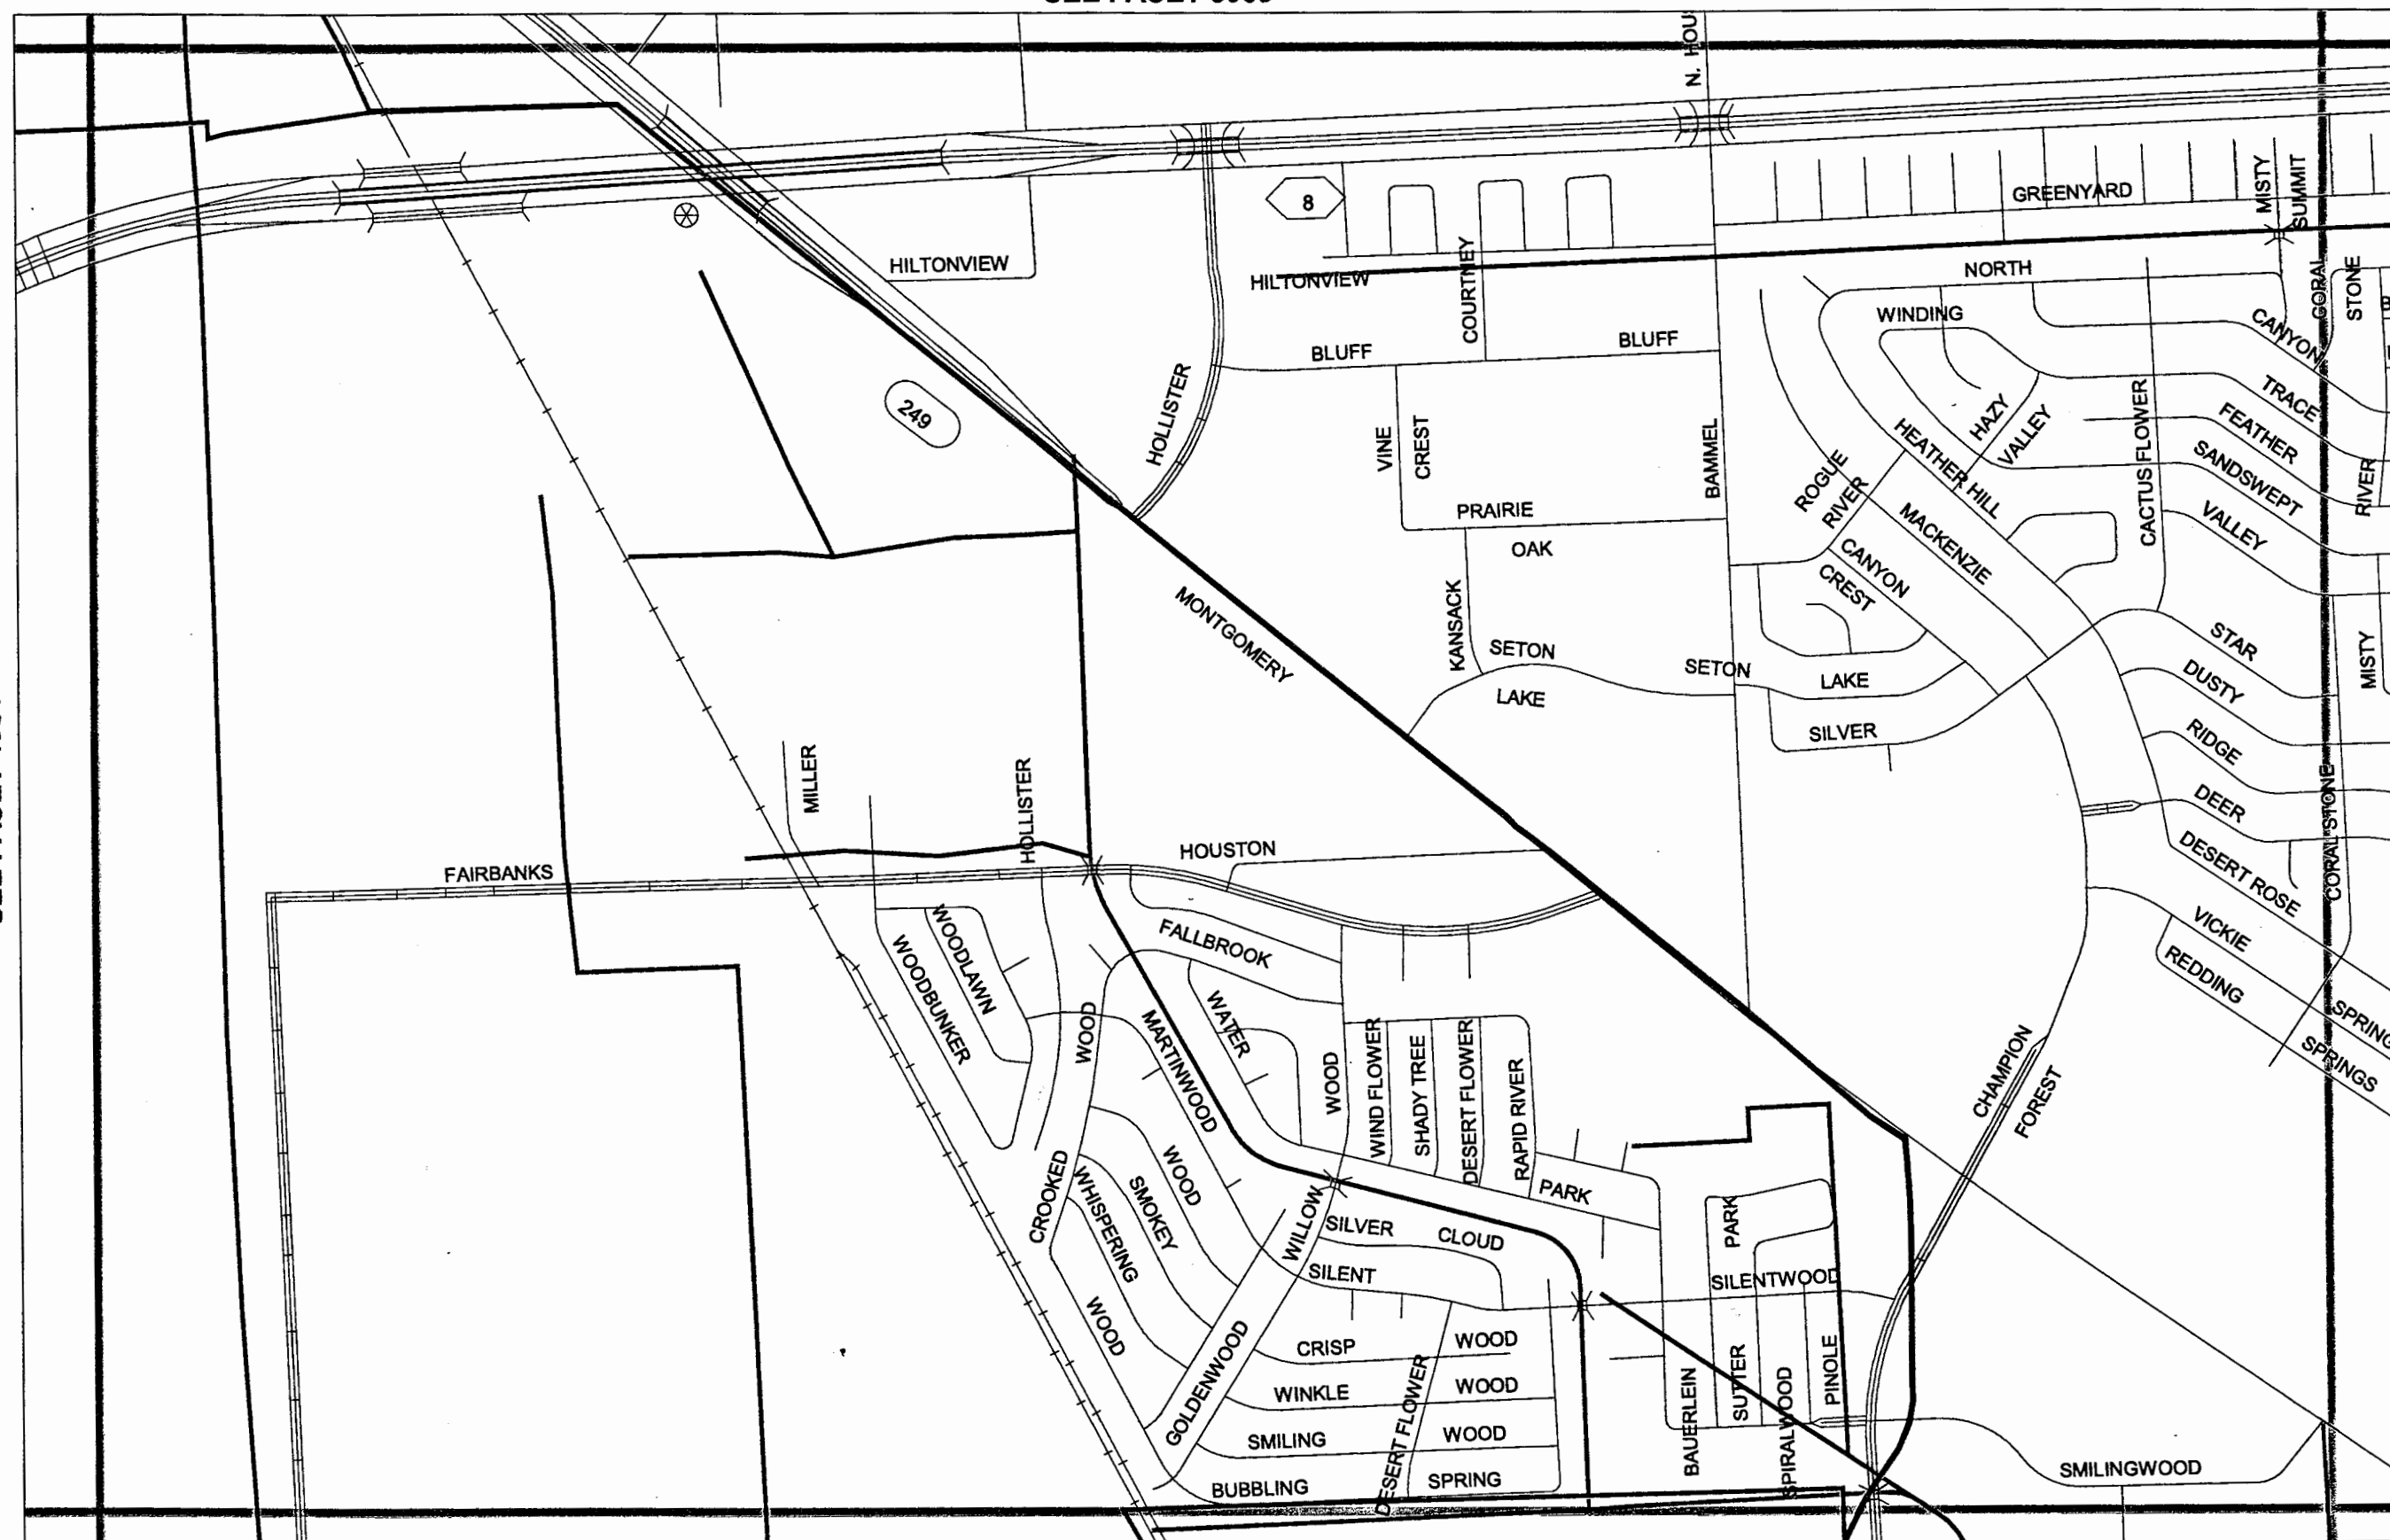 N. HOU
MISTY
SUMMIT
GREENYARD
8
HILTONVIEW
HILTONVIEW
COURTNEY
NORTH
CORAL
STONE
WINDING
CANYON
BLUFF
BLUFF
249
HOLLISTER
TRACE
HAZY
VALLEY
FEATHER
VINE
CREST
BAMMEL
HEATHER HILL
CACTUS FLOWER
SANDSWEPT
RIVER
ROGUE
RIVER
PRAIRIE
OAK
MACKENZIE
VALLEY
CANYON
CREST
MONTGOMERY
KANSACK
SETON
LAKE
SETON
LAKE
STAR
MISTY
DUSTY
SILVER
RIDGE
MILLER
HOLLISTER
DEER
CORAL STONE
HOUSTON
FAIRBANKS
DESERT ROSE
VICKIE
WOODLAWN
WOODBUNKER
FALLBROOK
REDDING
SPRING
SPRINGS
WOOD
MARTINWOOD
WATER
WOOD
WIND FLOWER
SHADY TREE
DESERT FLOWER
RAPID RIVER
CHAMPION
FOREST
CROOKED
WHISPERING
SMOKEY
WOOD
PARK
WILLOW
SILVER
CLOUD
PARK
SILENT
SILENTWOOD
WOOD
GOLDENWOOD
CRISP
WOOD
WINKLE
WOOD
DESERT FLOWER
SMILING
WOOD
BUBBLING
SPRING
BAUERLEIN
SUTTER
SPIRALWOOD
PINOLE
SMILINGWOOD